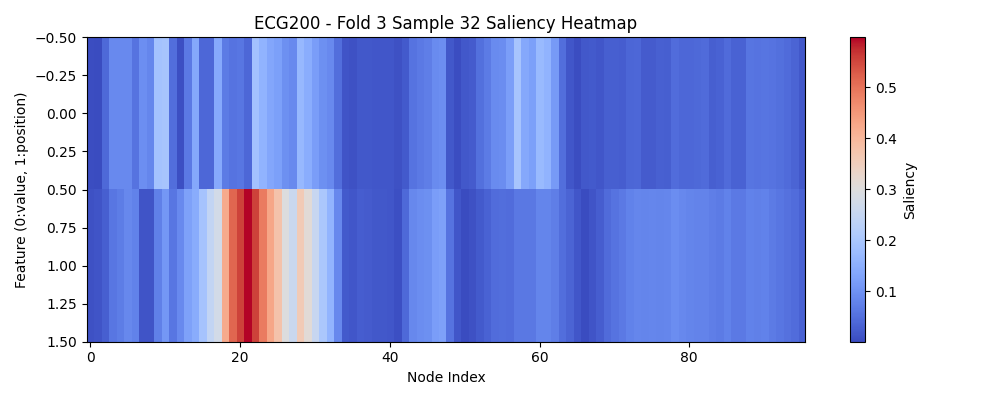 ECG200 - Fold 3 Sample 32 Saliency Heatmap
Feature (0:value, 1:position)
−0.50
−0.25
0.00
0.25
0.50
0.75
1.00
1.25
1.50
0 20 40 60 80
Node Index
0.5
0.4
0.3
0.2
0.1
Saliency